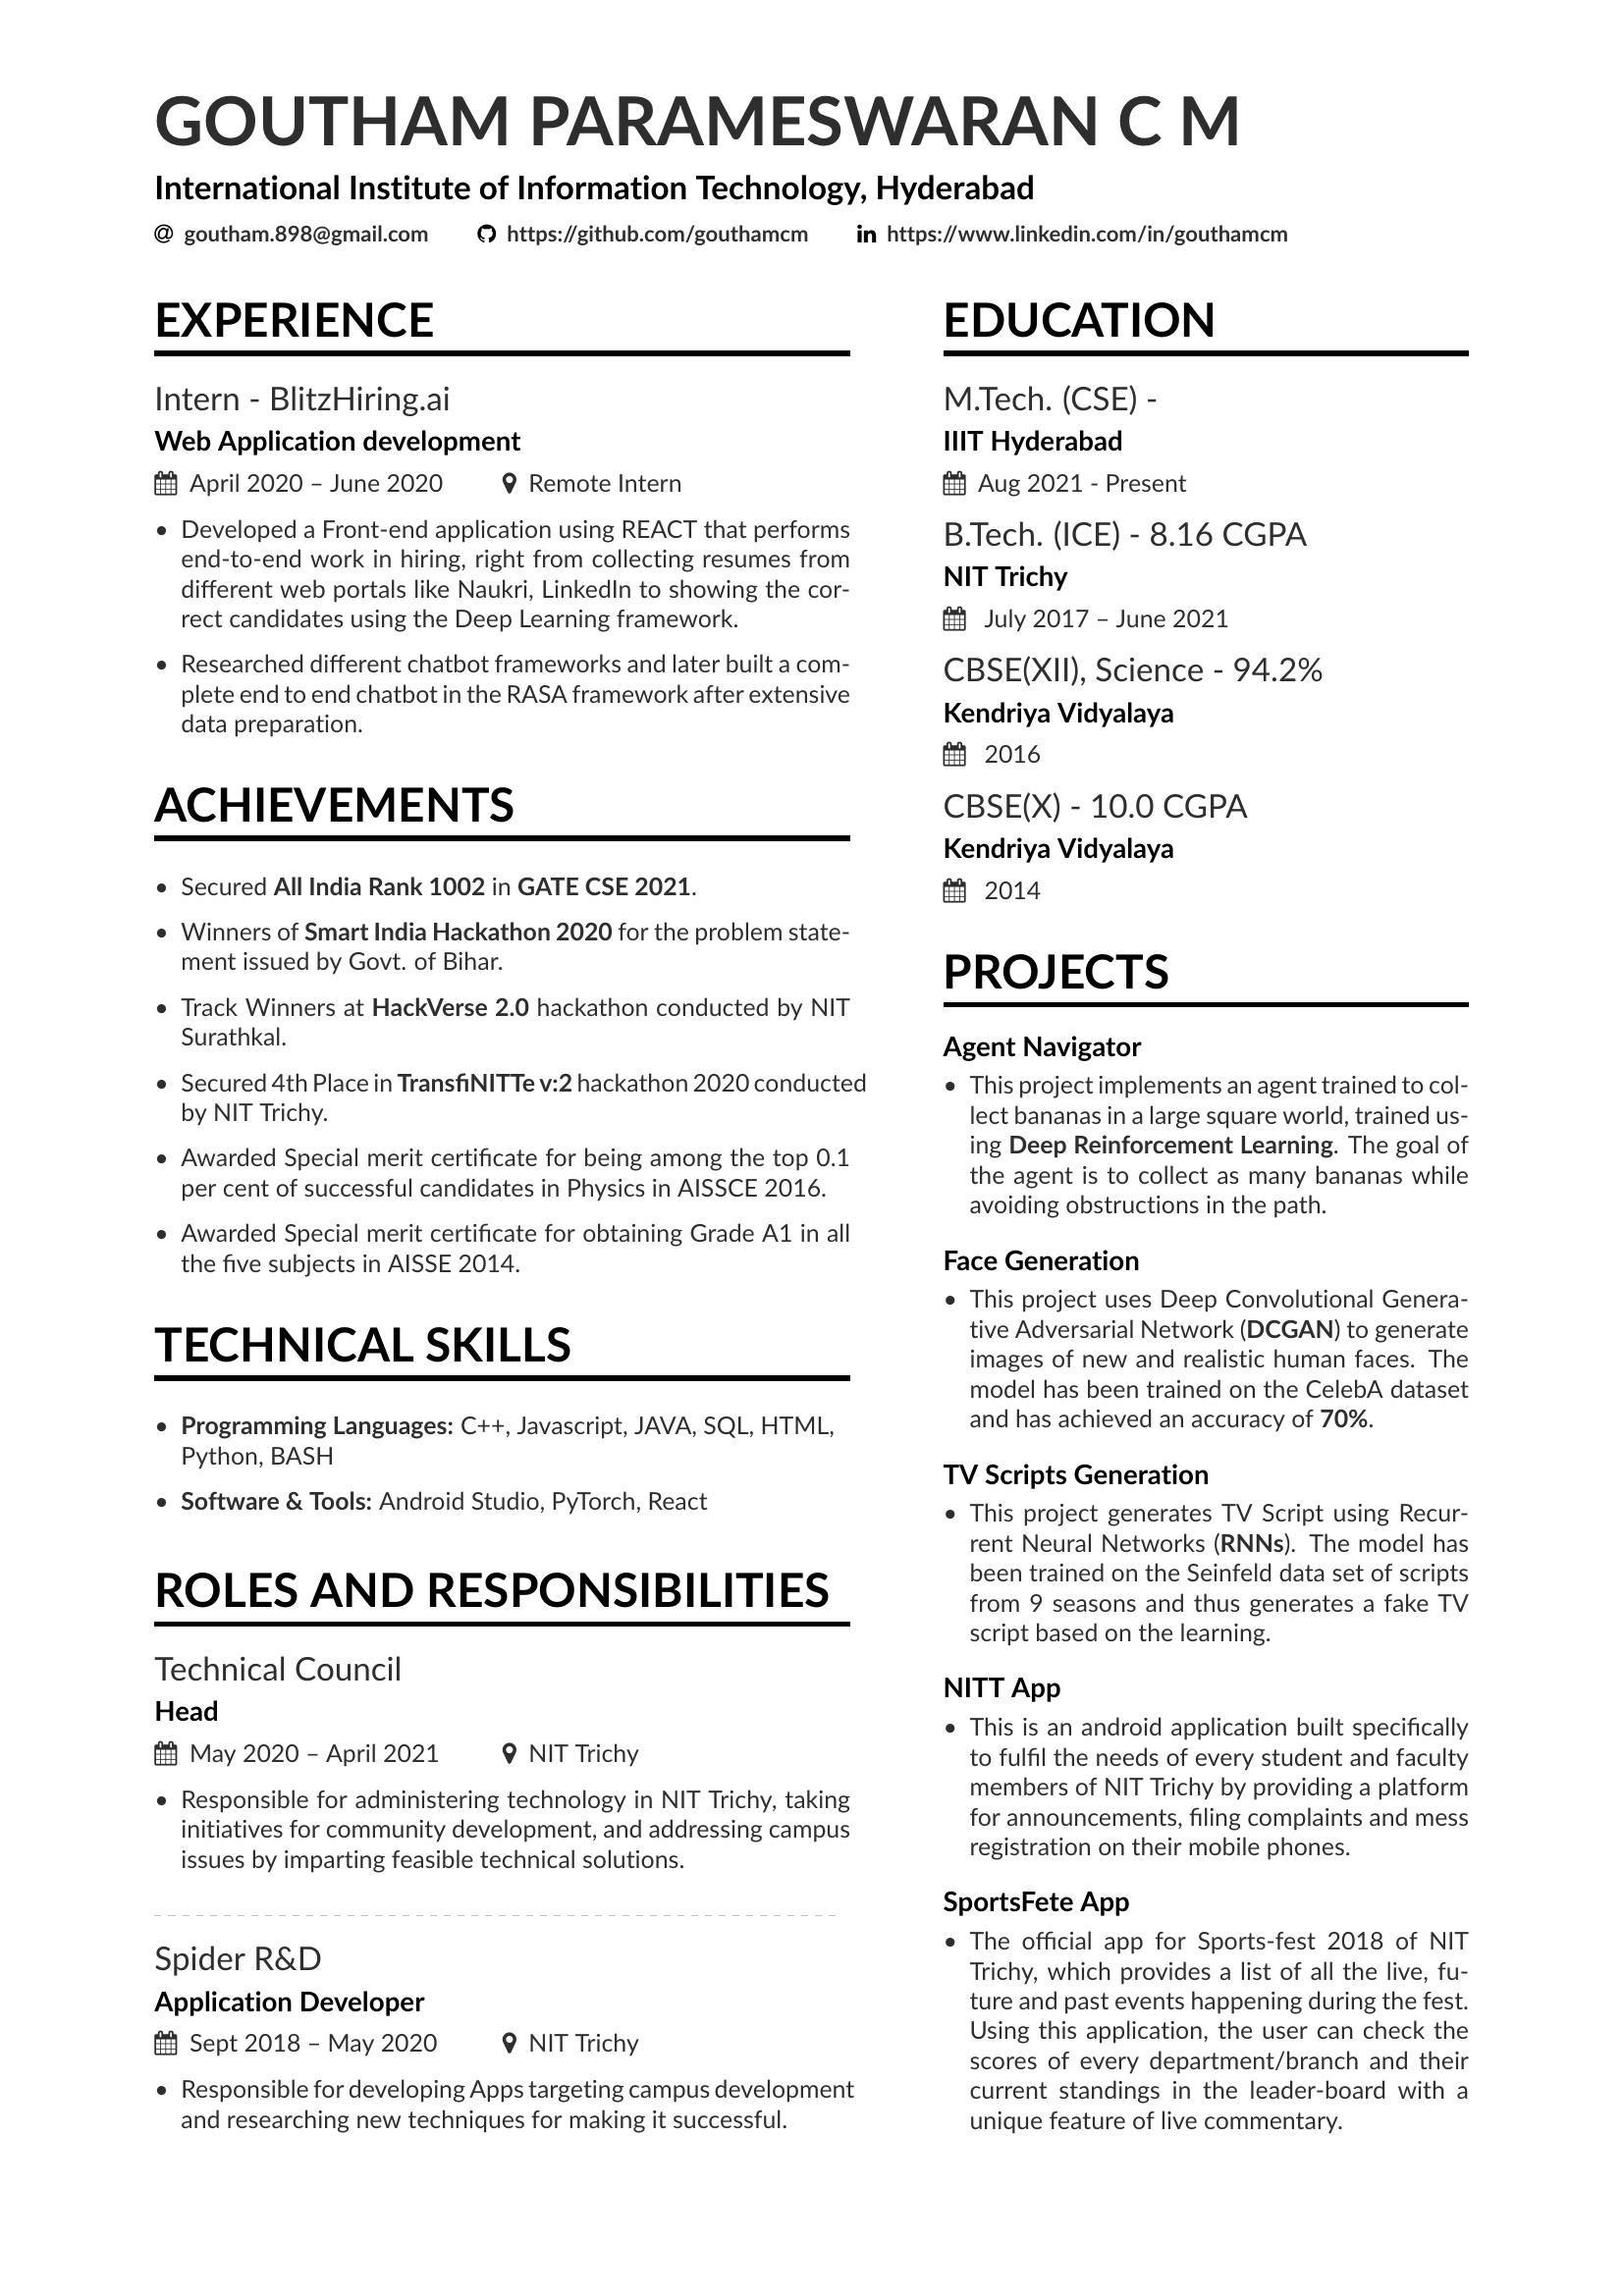 GOUTHAM PARAMESWARAN C M
International Institute of Information Technology, Hyderabad
goutham.898@gmail.com https://github.com/gouthamcm https://www.linkedin.com/in/gouthamcm
EXPERIENCE
Intern - BlitzHiring.ai
Web Application development
April 2020 – June 2020 Remote Intern
• Developed a Front-end application using REACT that performs
end-to-end work in hiring, right from collecting resumes from
different web portals like Naukri, LinkedIn to showing the cor-
rect candidates using the Deep Learning framework.
• Researched different chatbot frameworks and later built a com-
plete end to end chatbot in the RASA framework after extensive
data preparation.
ACHIEVEMENTS
• Secured All India Rank 1002 in GATE CSE 2021.
• Winners of Smart India Hackathon 2020 for the problem state-
ment issued by Govt. of Bihar.
• Track Winners at HackVerse 2.0 hackathon conducted by NIT
Surathkal.
• Secured 4th Place in TransfiNITTe v:2 hackathon 2020 conducted
by NIT Trichy.
• Awarded Special merit certificate for being among the top 0.1
per cent of successful candidates in Physics in AISSCE 2016.
• Awarded Special merit certificate for obtaining Grade A1 in all
the five subjects in AISSE 2014.
TECHNICAL SKILLS
• Programming Languages: C++, Javascript, JAVA, SQL, HTML,
Python, BASH
• Software & Tools: Android Studio, PyTorch, React
ROLES AND RESPONSIBILITIES
Technical Council
Head
May 2020 – April 2021 NIT Trichy
• Responsible for administering technology in NIT Trichy, taking
initiatives for community development, and addressing campus
issues by imparting feasible technical solutions.
Spider R&D
Application Developer
Sept 2018 – May 2020 NIT Trichy
• Responsible for developing Apps targeting campus development
and researching new techniques for making it successful.
EDUCATION
M.Tech. (CSE) -
IIIT Hyderabad
Aug 2021 - Present
B.Tech. (ICE) - 8.16 CGPA
NIT Trichy
July 2017 – June 2021
CBSE(XII), Science - 94.2%
Kendriya Vidyalaya
2016
CBSE(X) - 10.0 CGPA
Kendriya Vidyalaya
2014
PROJECTS
Agent Navigator
• This project implements an agent trained to col-
lect bananas in a large square world, trained us-
ing Deep Reinforcement Learning. The goal of
the agent is to collect as many bananas while
avoiding obstructions in the path.
Face Generation
• This project uses Deep Convolutional Genera-
tive Adversarial Network (DCGAN) to generate
images of new and realistic human faces. The
model has been trained on the CelebA dataset
and has achieved an accuracy of 70%.
TV Scripts Generation
• This project generates TV Script using Recur-
rent Neural Networks (RNNs). The model has
been trained on the Seinfeld data set of scripts
from 9 seasons and thus generates a fake TV
script based on the learning.
NITT App
• This is an android application built specifically
to fulfil the needs of every student and faculty
members of NIT Trichy by providing a platform
for announcements, filing complaints and mess
registration on their mobile phones.
SportsFete App
• The official app for Sports-fest 2018 of NIT
Trichy, which provides a list of all the live, fu-
ture and past events happening during the fest.
Using this application, the user can check the
scores of every department/branch and their
current standings in the leader-board with a
unique feature of live commentary.